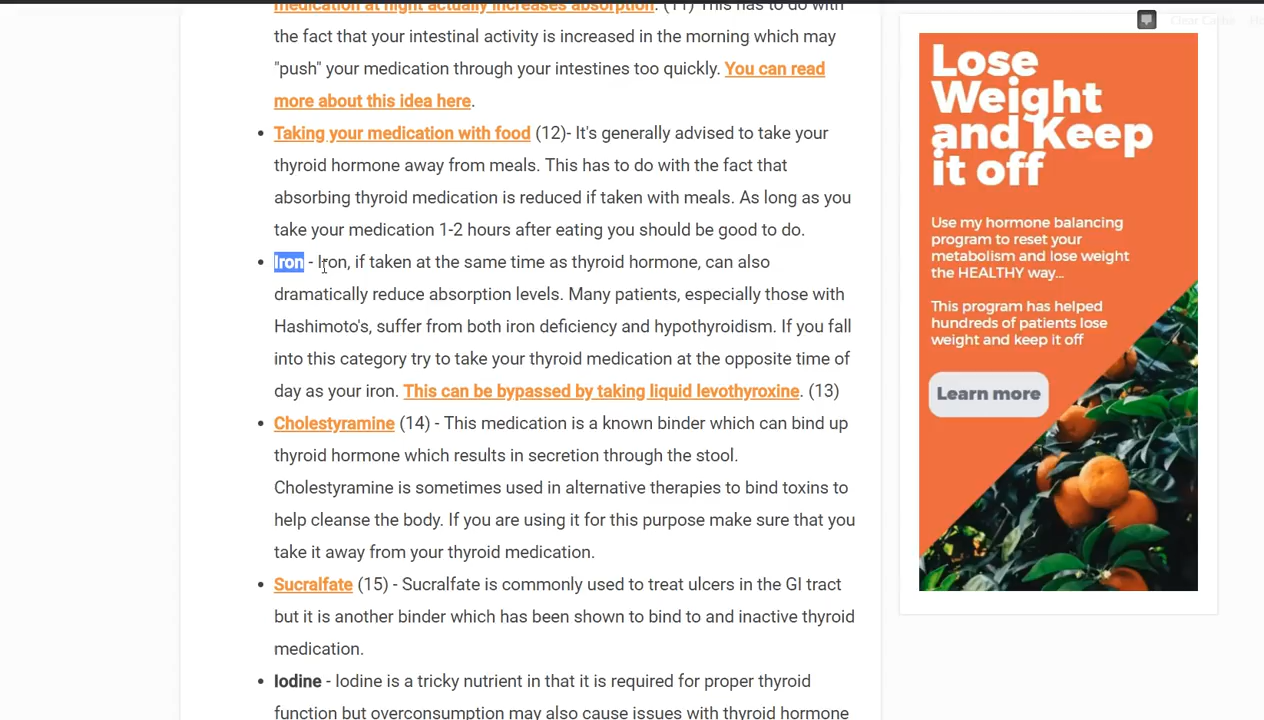 medication at night actually increases absorption. (11) This has to do with
the fact that your intestinal activity is increased in the morning which may
"push" your medication through your intestines too quickly. You can read
more about this idea here.
• Taking your medication with food (12)- It's generally advised to take your
thyroid hormone away from meals. This has to do with the fact that
absorbing thyroid medication is reduced if taken with meals. As long as you
take your medication 1-2 hours after eating you should be good to do.
• Iron - Iron, if taken at the same time as thyroid hormone, can also
dramatically reduce absorption levels. Many patients, especially those with
Hashimoto's, suffer from both iron deficiency and hypothyroidism. If you fall
into this category try to take your thyroid medication at the opposite time of
day as your iron. This can be bypassed by taking liquid levothyroxine. (13)
• Cholestyramine (14) - This medication is a known binder which can bind up
thyroid hormone which results in secretion through the stool.
Cholestyramine is sometimes used in alternative therapies to bind toxins to
help cleanse the body. If you are using it for this purpose make sure that you
take it away from your thyroid medication.
• Sucralfate (15) - Sucralfate is commonly used to treat ulcers in the GI tract
but it is another binder which has been shown to bind to and inactive thyroid
medication.
• Iodine - Iodine is a tricky nutrient in that it is required for proper thyroid
function but overconsumption may also cause issues with thyroid hormone
Clear Cache
Lose
Weight
and Keep
it off
Use my hormone balancing
program to reset your
metabolism and lose weight
the HEALTHY way...
This program has helped
hundreds of patients lose
weight and keep it off
Learn more